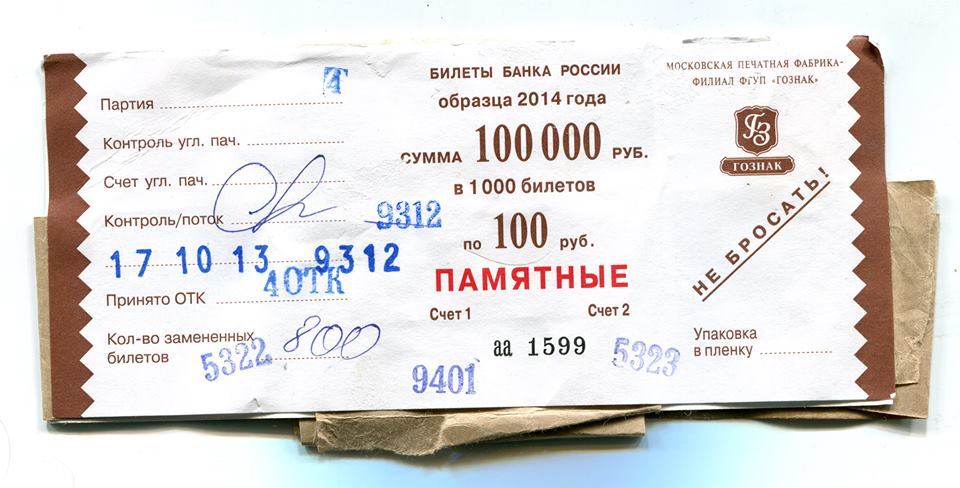 Т
Партия
Контроль угл. пач.
Счет угл. пач.
Контроль/поток 9312
17 10 13 9312
4 ОТК
Принято ОТК
Кол-во замененных
билетов
800
5322
БИЛЕТЫ БАНКА РОССИИ
образца 2014 года
СУММА 100 000 РУБ.
в 1000 билетов
по 100 руб.
ПАМЯТНЫЕ
Счет 1 Счет 2
аа 1599
9401
5323
МОСКОВСКАЯ ПЕЧАТНАЯ ФАБРИКА-
ФИЛИАЛ ФГУП «ГОЗНАК»
ГЗ
ГОЗНАК
НЕ БРОСАТЬ!
Упаковка
в пленку